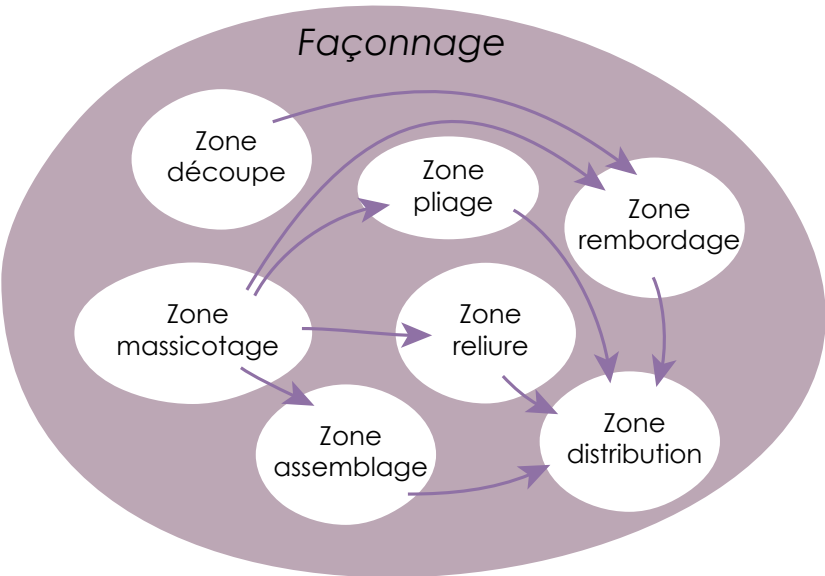 Façonnage
Zone
découpe
Zone
pliage
Zone
rembordage
Zone
massicotage
Zone
reliure
Zone
assemblage
Zone
distribution